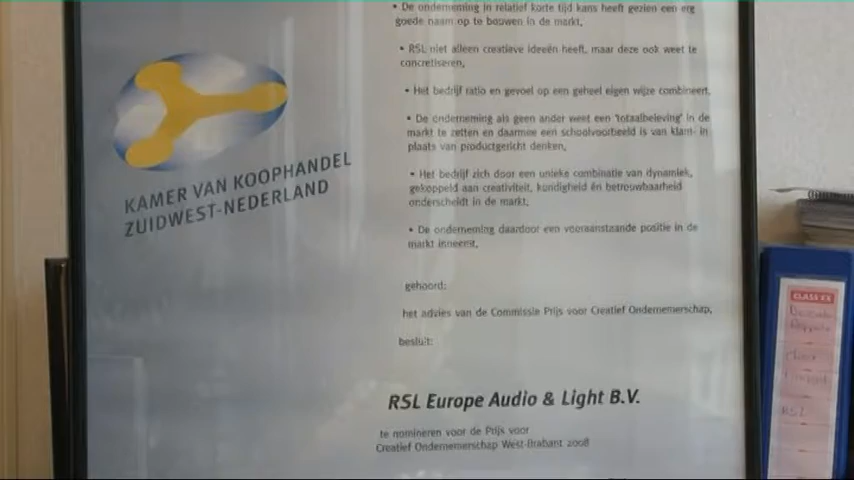 • De onderneming in relatief korte tijd kans heeft gezien een erg
goede naam op te bouwen in de markt,
• RSL niet alleen creatieve ideeën heeft, maar deze ook weet te
concretiseren,
• Het bedrijf ratio en gevoel op een geheel eigen wijze combineert,
• De onderneming als geen ander weet een 'totaalbeleving' in de
markt te zetten en daarmee een schoolvoorbeeld is van klant- in
plaats van productgericht denken,
• Het bedrijf zich door een unieke combinatie van dynamiek,
gekoppeld aan creativiteit, kundigheid én betrouwbaarheid
onderscheidt in de markt,
• De onderneming daardoor een vooraanstaande positie in de
markt inneemt,
KAMER VAN KOOPHANDEL
ZUIDWEST-NEDERLAND
gehoord:
het advies van de Commissie Prijs voor Creatief Ondernemerschap,
besluit:
RSL Europe Audio & Light B.V.
te nomineren voor de Prijs voor
Creatief Ondernemerschap West-Brabant 2008
RSL